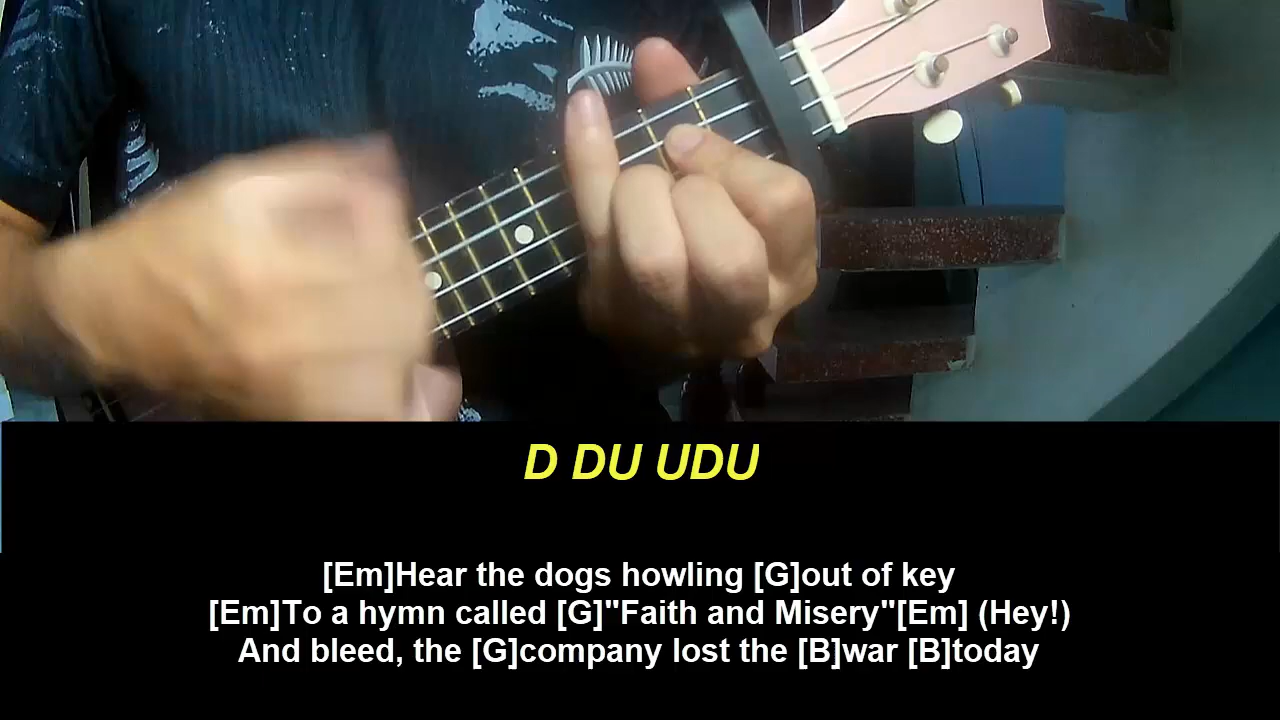 D DU UDU
[Em]Hear the dogs howling [G]out of key
[Em]To a hymn called [G]"Faith and Misery"[Em] (Hey!)
And bleed, the [G]company lost the [B]war [B]today